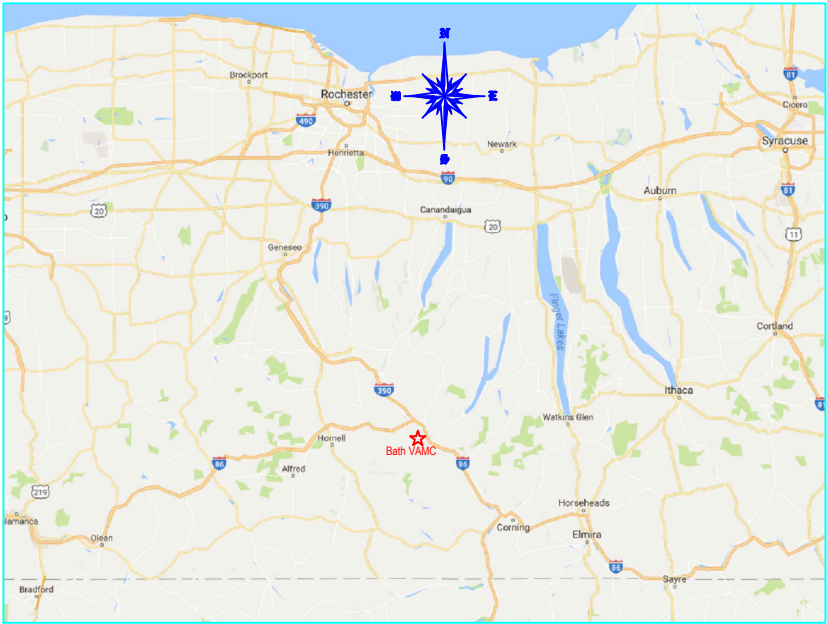 N
81
Brockport
Rochester
E
Cicero
490
Syracuse
Newark
Henrietta
90
81
Auburn
390
20
Canandaigua
20
11
Geneseo
Finger Lakes
Cortland
390
Ithaca
81
Watkins Glen
Hornell
Bath VAMC
86
86
Alfred
219
lamanca
Horseheads
Corning
Olean
Elmira
86
Sayre
Bradford